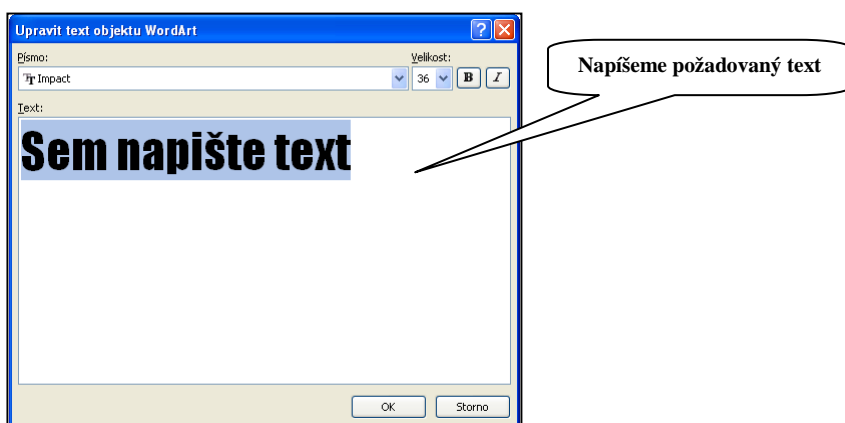 Upravit text objektu WordArt
Písmo:
Velikost:
Impact
36
B
I
Napíšeme požadovaný text
Text:
Sem napište text
OK
Storno